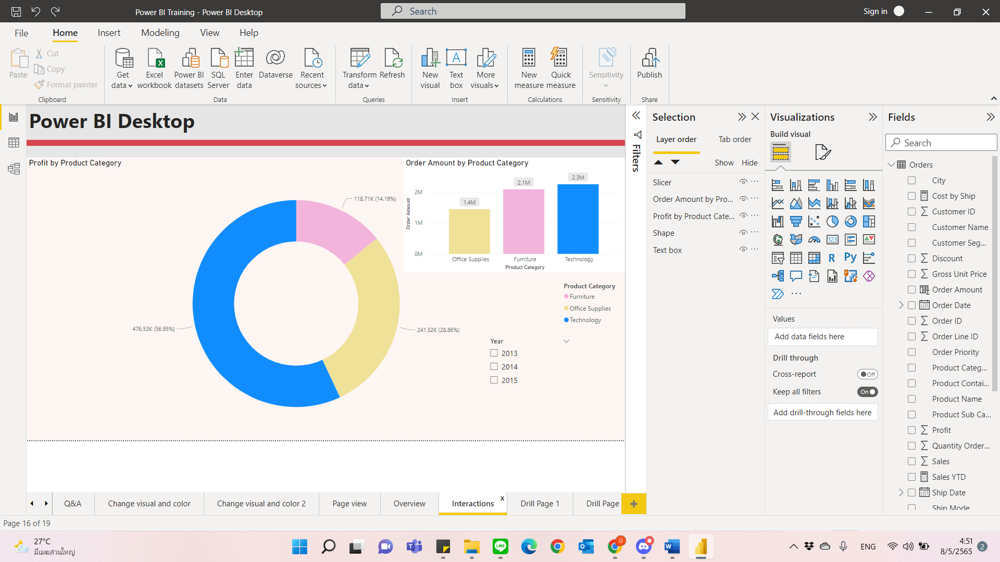 Power BI Training - Power BI Desktop
Search
Sign in
File
Home
Insert
Modeling
View
Help
Paste
Cut
Copy
Format painter
Clipboard
Get data
Excel workbook
Power BI datasets
SQL Server
Enter data
Dataverse
Recent sources
Data
Transform data
Refresh
Queries
New visual
Text box
More visuals
Insert
New measure
Quick measure
Calculations
Sensitivity
Sensitivity
Publish
Share
Power BI Desktop
Profit by Product Category
118.71K (14.19%)
476.53K (56.95%)
241.52K (28.86%)
Order Amount by Product Category
Order Amount
2M
1M
0M
1.4M
2.1M
2.3M
Office Supplies
Furniture
Technology
Product Category
Product Category
Furniture
Office Supplies
Technology
Year
2013
2014
2015
Filters
Selection
Layer order
Tab order
Show
Hide
Slicer
Order Amount by Pro...
Profit by Product Cate...
Shape
Text box
Visualizations
Build visual
123
R
Py
Values
Add data fields here
Drill through
Cross-report
Off
Keep all filters
On
Add drill-through fields here
Fields
Search
Orders
City
Cost by Ship
Customer ID
Customer Name
Customer Seg...
Discount
Gross Unit Price
Order Amount
Order Date
Order ID
Order Line ID
Order Priority
Product Categ...
Product Contai...
Product Name
Product Sub Ca...
Profit
Quantity Order...
Sales
Sales YTD
Ship Date
Ship Mode
Q&A
Change visual and color
Change visual and color 2
Page view
Overview
Interactions
x
Drill Page 1
Drill Page
Page 16 of 19
27°C
มีเมฆส่วนใหญ่
LINE
0
ENG
4:51
8/5/2565
2